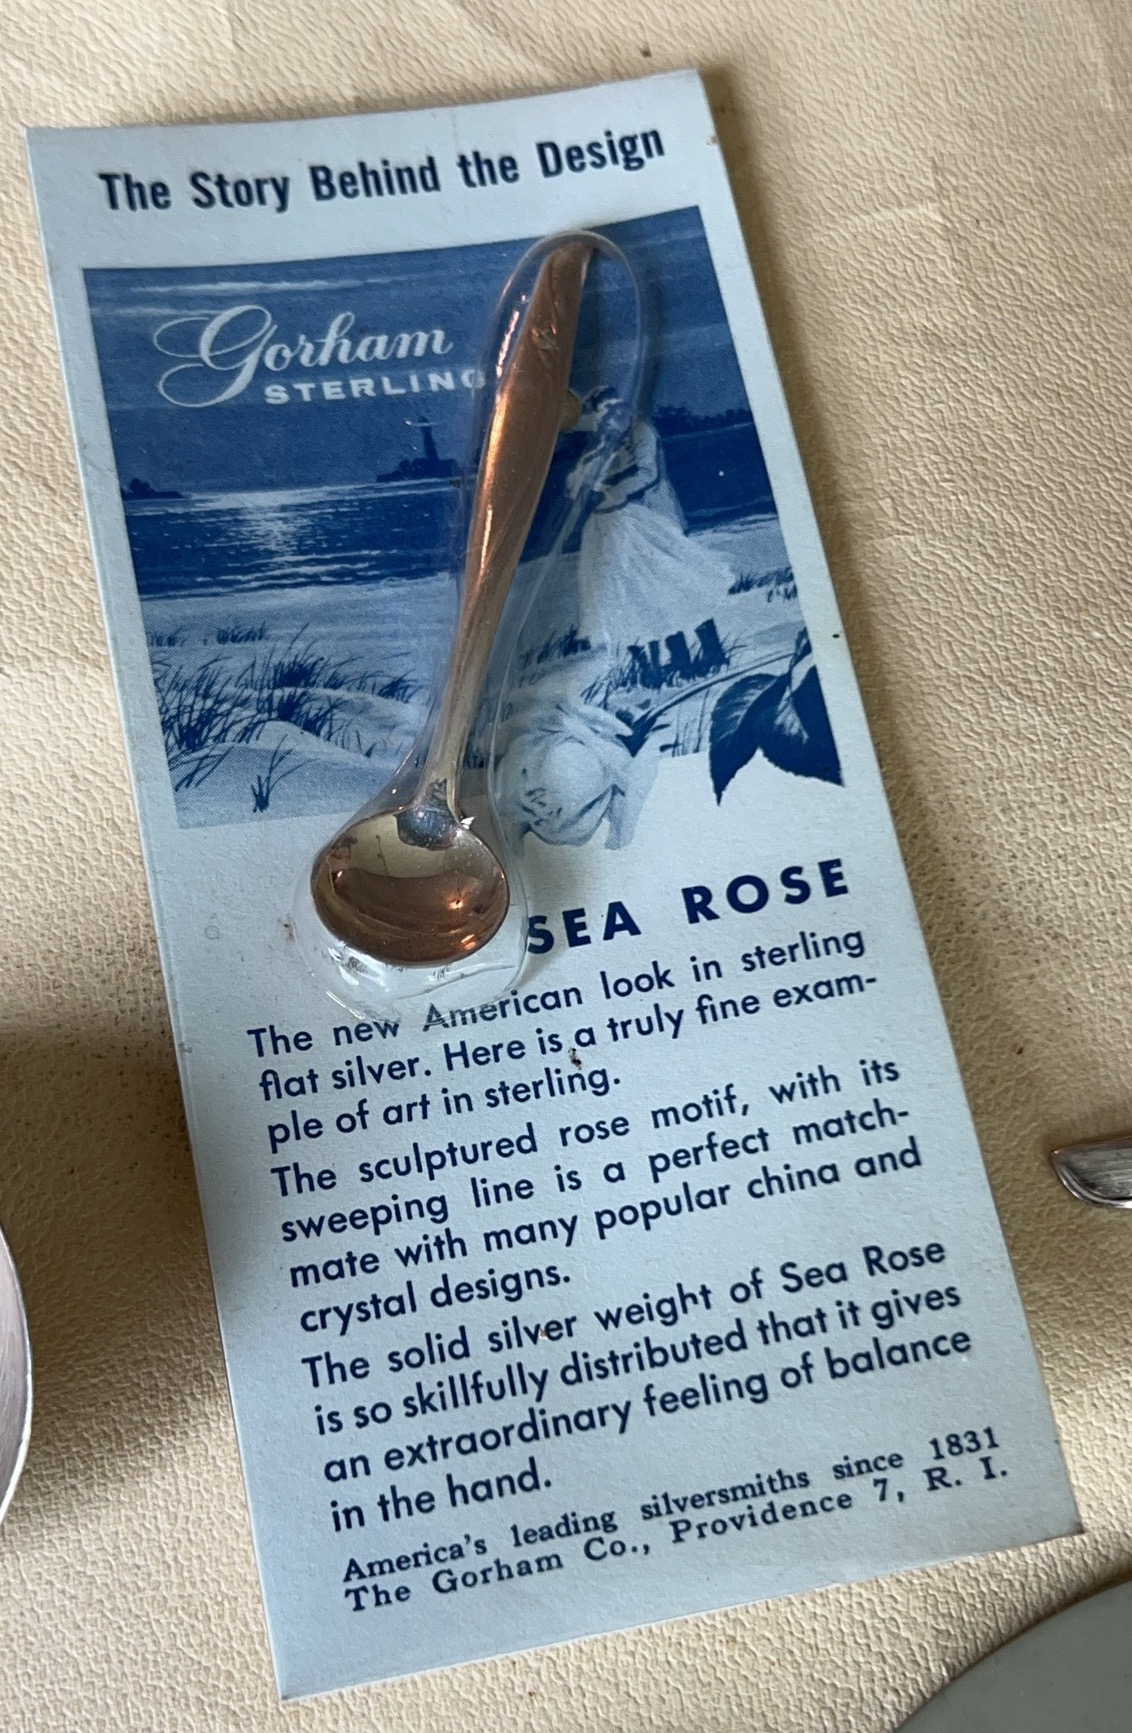 The Story Behind the Design
Gorham
STERLING
SEA ROSE
The new American look in sterling
flat silver. Here is a truly fine exam-
ple of art in sterling.
The sculptured rose motif, with its
sweeping line is a perfect match-
mate with many popular china and
crystal designs.
The solid silver weight of Sea Rose
is so skillfully distributed that it gives
an extraordinary feeling of balance
in the hand.
America's leading silversmiths since 1831
The Gorham Co., Providence 7, R. I.